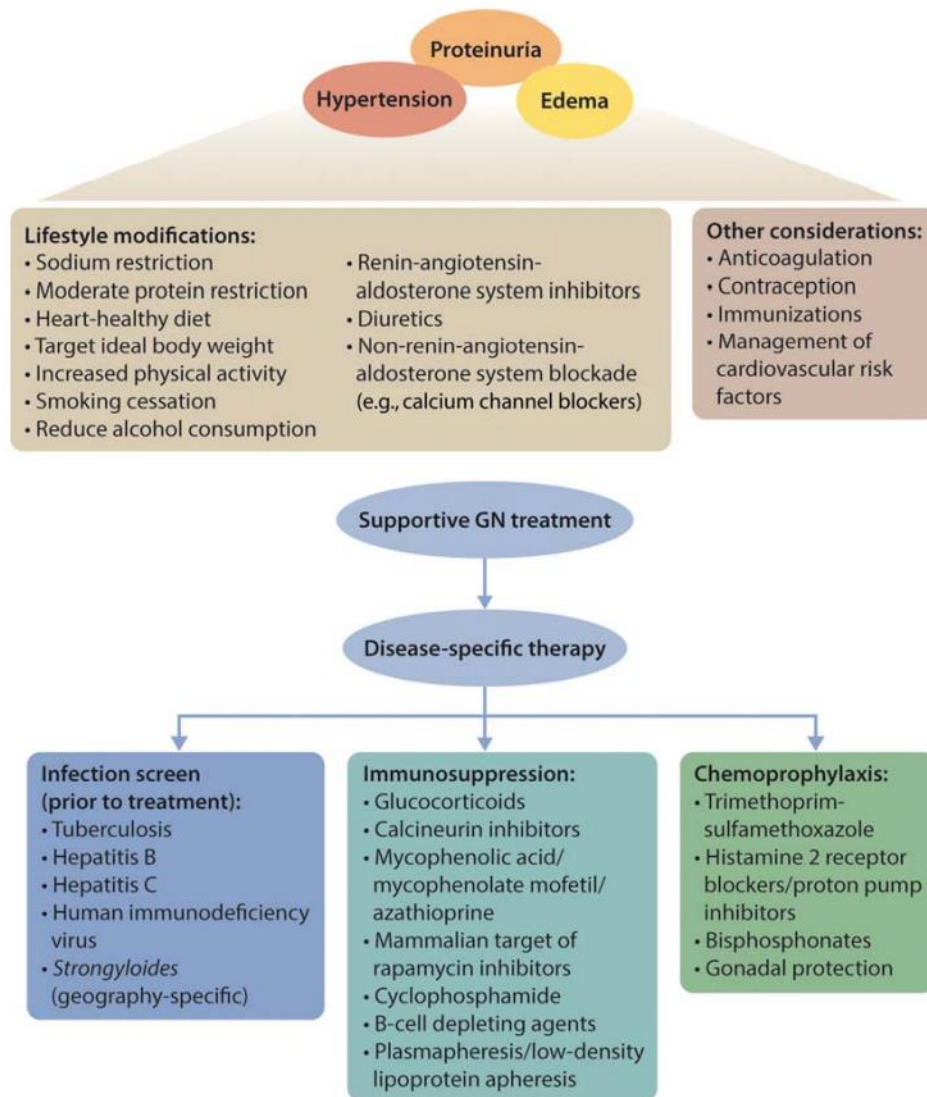 Proteinuria
Hypertension
Edema
Lifestyle modifications:
• Sodium restriction
• Moderate protein restriction
• Heart-healthy diet
• Target ideal body weight
• Increased physical activity
• Smoking cessation
• Reduce alcohol consumption
• Renin-angiotensin-
aldosterone system inhibitors
• Diuretics
• Non-renin-angiotensin-
aldosterone system blockade
(e.g., calcium channel blockers)
Other considerations:
• Anticoagulation
• Contraception
• Immunizations
• Management of
cardiovascular risk
factors
Supportive GN treatment
Disease-specific therapy
Infection screen
(prior to treatment):
• Tuberculosis
• Hepatitis B
• Hepatitis C
• Human immunodeficiency
virus
• Strongyloides
(geography-specific)
Immunosuppression:
• Glucocorticoids
• Calcineurin inhibitors
• Mycophenolic acid/
mycophenolate mofetil/
azathioprine
• Mammalian target of
rapamycin inhibitors
• Cyclophosphamide
• B-cell depleting agents
• Plasmapheresis/low-density
lipoprotein apheresis
Chemoprophylaxis:
• Trimethoprim-
sulfamethoxazole
• Histamine 2 receptor
blockers/proton pump
inhibitors
• Bisphosphonates
• Gonadal protection